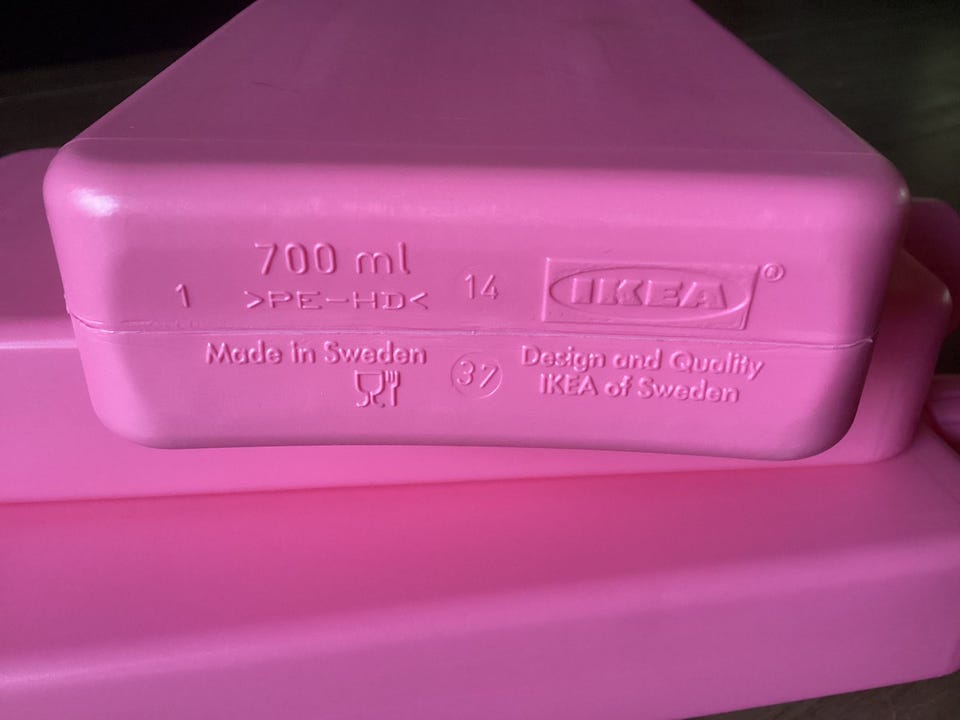 700 ml
1 >PE-HD< 14
IKEA®
Made in Sweden
37
Design and Quality
IKEA of Sweden